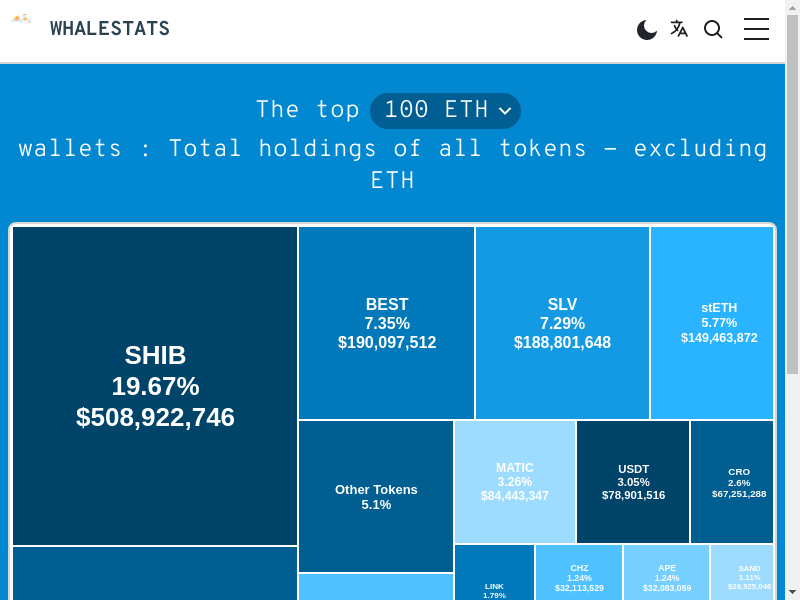 WHALESTATS
The top 100 ETH
wallets : Total holdings of all tokens – excluding
ETH
SHIB
19.67%
$508,922,746
BEST
7.35%
$190,097,512
SLV
7.29%
$188,801,648
stETH
5.77%
$149,463,872
Other Tokens
5.1%
MATIC
3.26%
$84,443,347
USDT
3.05%
$78,901,516
CRO
2.6%
$67,251,288
LINK
1.79%
CHZ
1.24%
$32,113,529
APE
1.24%
$32,083,059
SAND
1.11%
$28,925,046